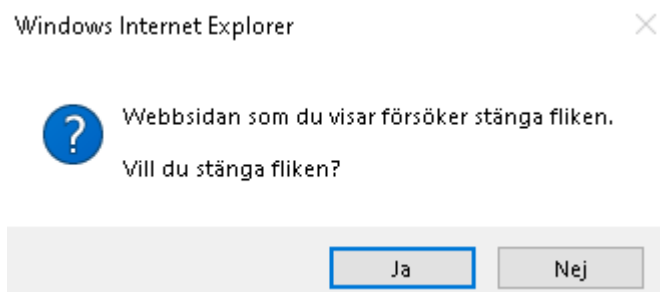 Windows Internet Explorer
Webbsidan som du visar försöker stänga fliken.
Vill du stänga fliken?
Ja
Nej